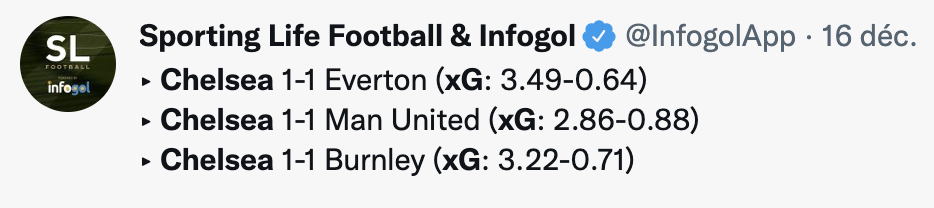 SL
FOOTBALL
POWERED BY
infogol
Sporting Life Football & Infogol @InfogolApp · 16 déc.
▸ Chelsea 1-1 Everton (xG: 3.49-0.64)
▸ Chelsea 1-1 Man United (xG: 2.86-0.88)
▸ Chelsea 1-1 Burnley (xG: 3.22-0.71)